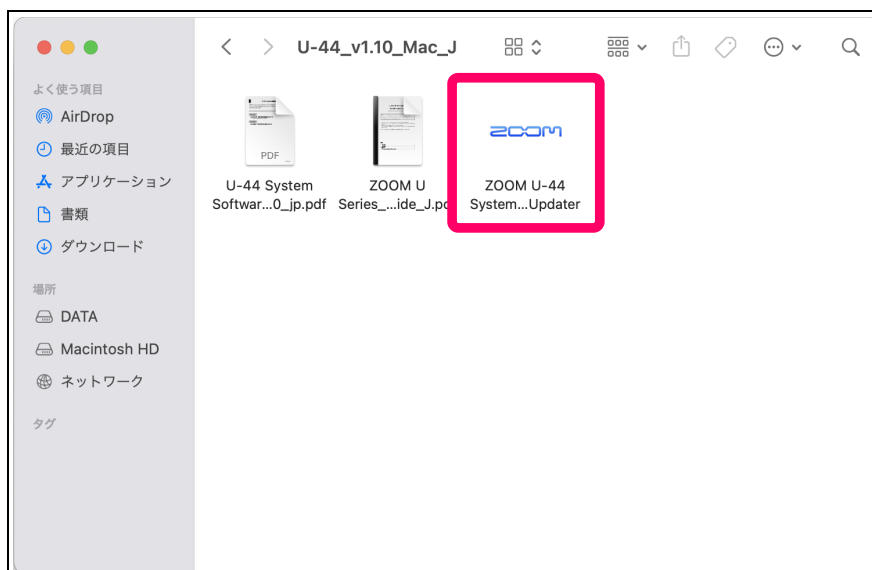 U-44_v1.10_Mac_J
よく使う項目
AirDrop
最近の項目
アプリケーション
書類
ダウンロード
場所
DATA
Macintosh HD
ネットワーク
タグ
PDF
U-44 System
Softwar...0_jp.pdf
ZOOM U
Series_...ide_J.pd
zoom
ZOOM U-44
System...Updater